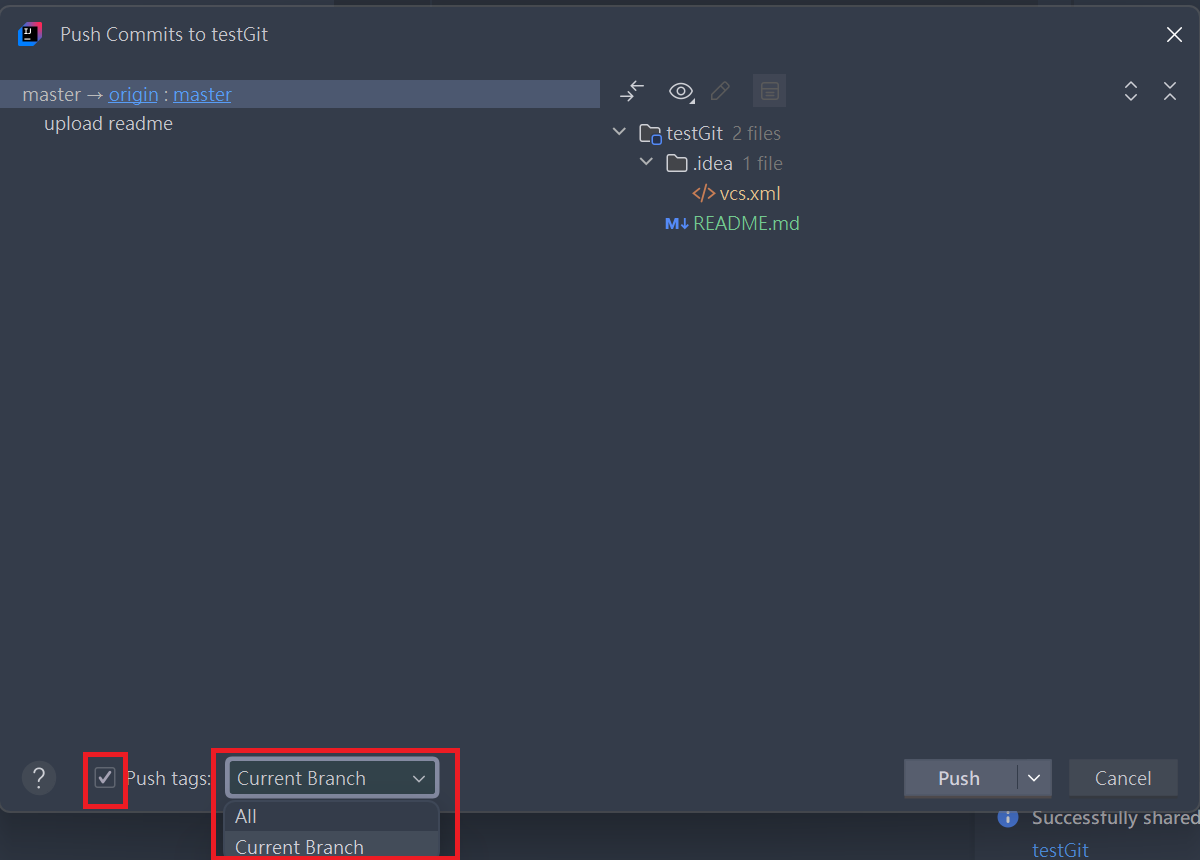 Push Commits to testGit
master → origin : master
upload readme
testGit 2 files
.idea 1 file
</> vcs.xml
M↓ README.md
? Push tags: Current Branch Push Cancel
All
Current Branch
Successfully shared
testGit